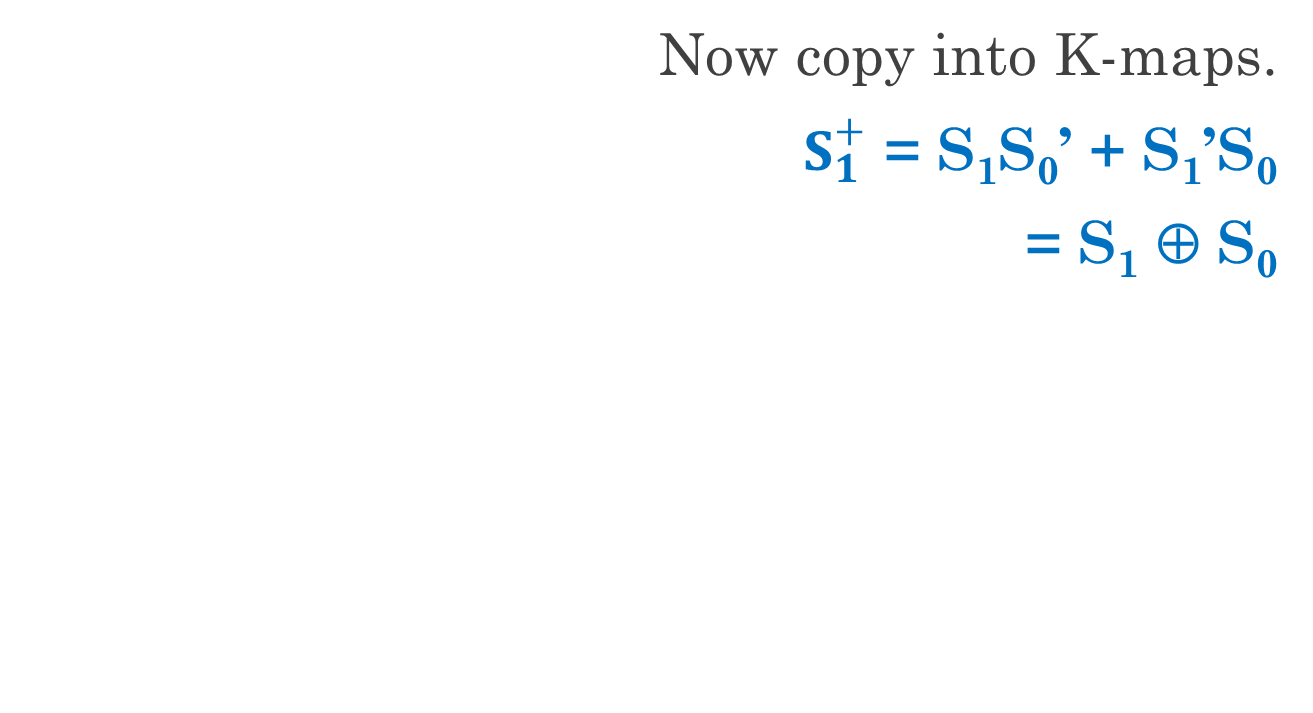 Now copy into K-maps.
S₁⁺ = S₁S₀’ + S₁’S₀
= S₁ ⊕ S₀